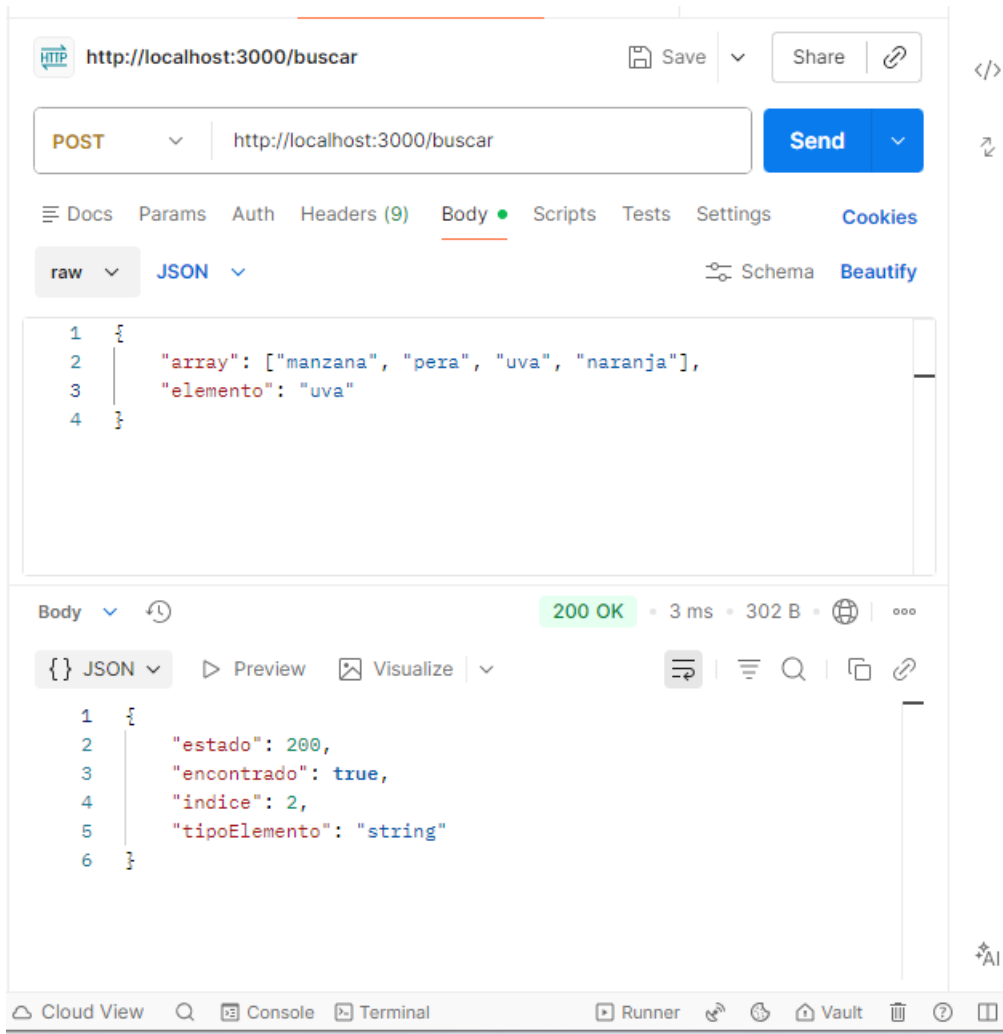 HTTP http://localhost:3000/buscar Save Share
POST http://localhost:3000/buscar Send
Docs Params Auth Headers (9) Body Scripts Tests Settings Cookies
raw JSON Schema Beautify
1 {
2 "array": ["manzana", "pera", "uva", "naranja"],
3 "elemento": "uva"
4 }
Body 200 OK • 3 ms • 302 B •
{} JSON Preview Visualize
1 {
2 "estado": 200,
3 "encontrado": true,
4 "indice": 2,
5 "tipoElemento": "string"
6 }
AI
Cloud View Console Terminal Runner Vault